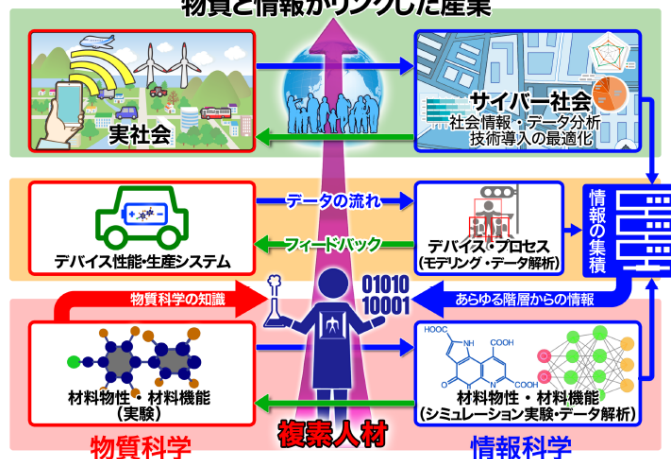 物質と情報がリンクした産業
実社会
サイバー社会
社会情報・データ分析
技術導入の最適化
データの流れ
フィードバック
デバイス性能・生産システム
デバイス・プロセス
(モデリング・データ解析)
情報の集積
物質科学の知識
01010
10001
あらゆる階層からの情報
材料物性・材料機能
(実験)
HOOC
COOH
NH
O
O
N
COOH
材料物性・材料機能
(シミュレーション実験・データ解析)
物質科学
複素人材
情報科学